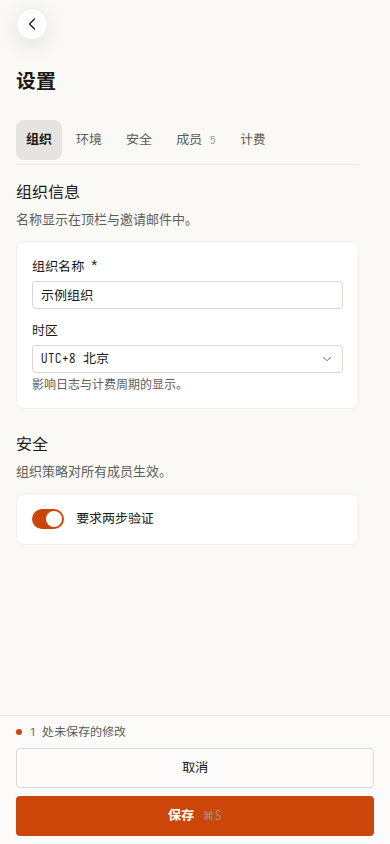 设置
组织 环境 安全 成员 5 计费
组织信息
名称显示在顶栏与邀请邮件中。
组织名称 *
示例组织
时区
UTC+8 北京
影响日志与计费周期的显示。
安全
组织策略对所有成员生效。
要求两步验证
1 处未保存的修改
取消
保存 ⌘S